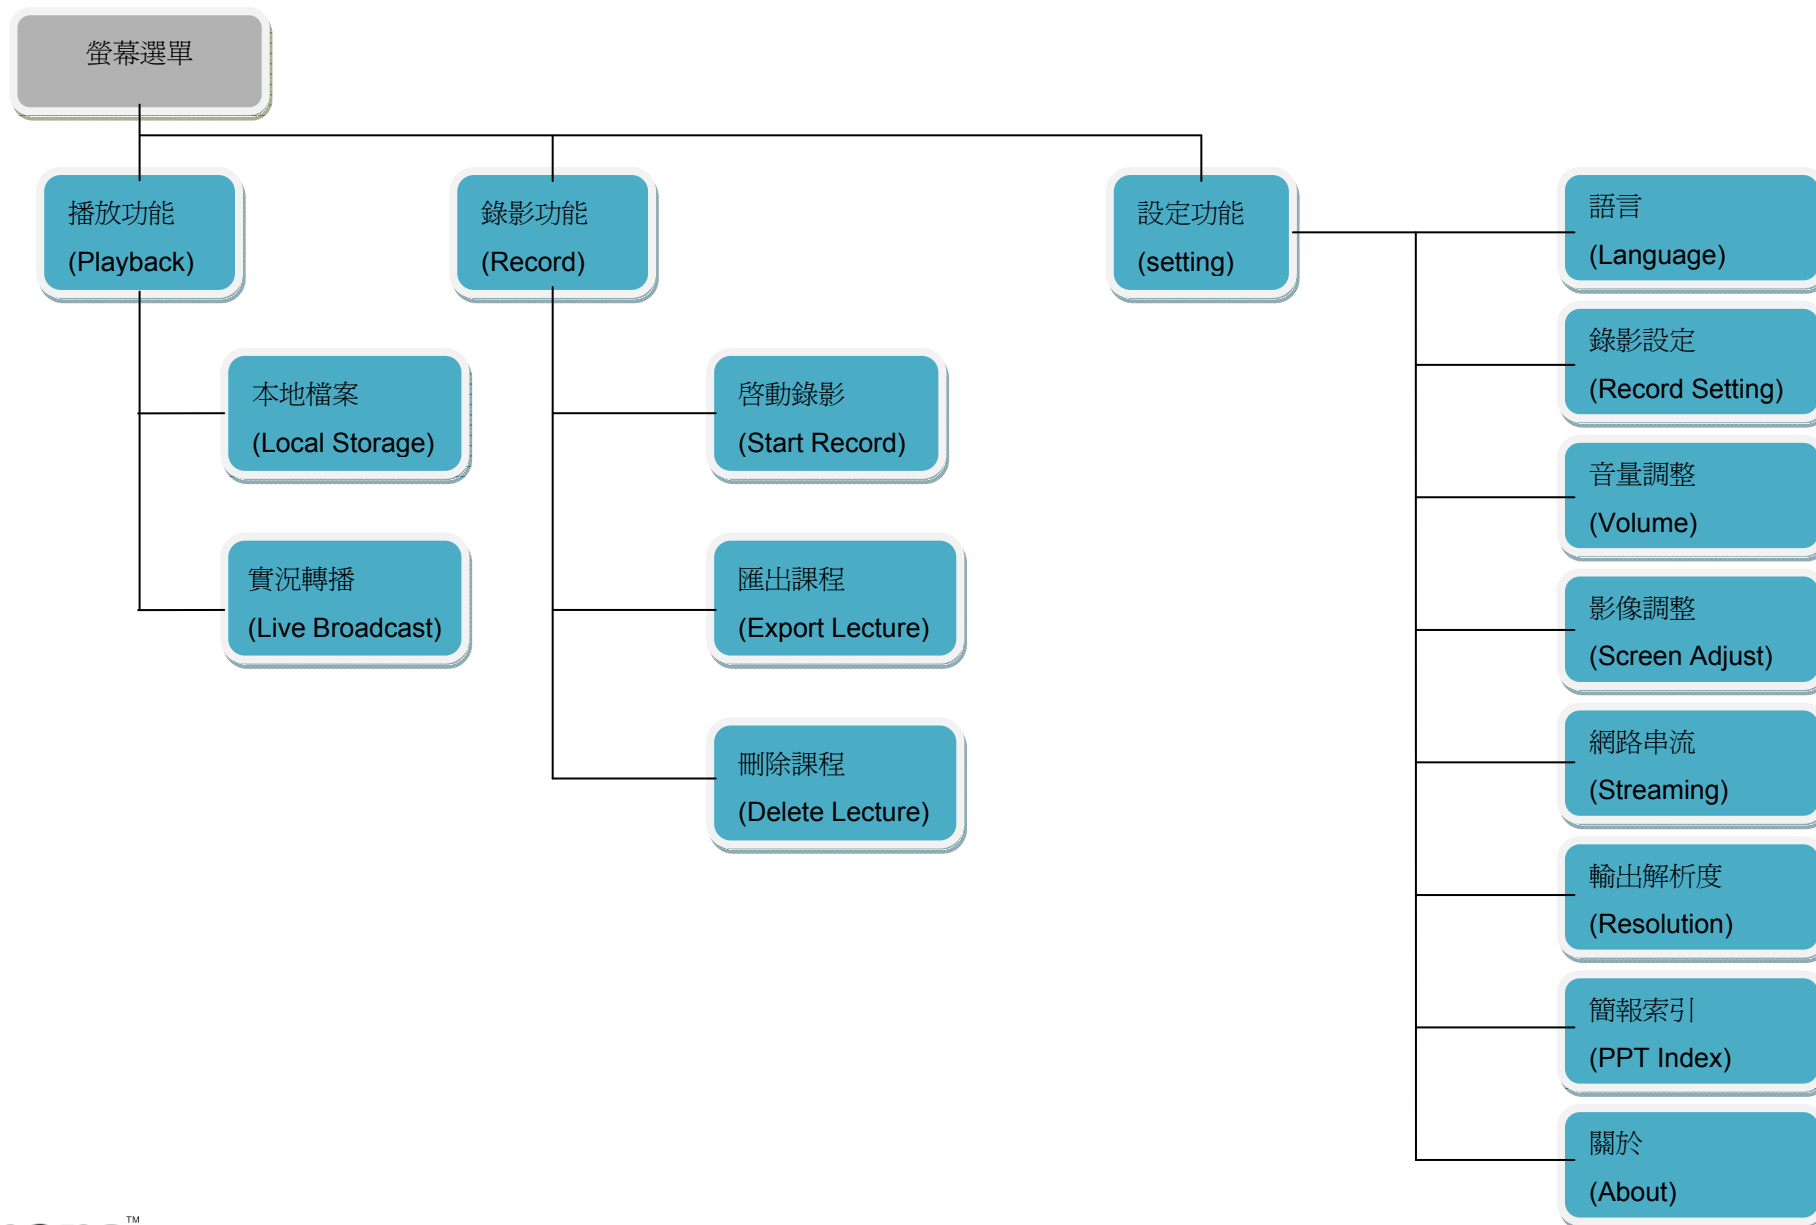 螢幕選單
播放功能
(Playback)
錄影功能
(Record)
設定功能
(setting)
本地檔案
(Local Storage)
實況轉播
(Live Broadcast)
啓動錄影
(Start Record)
匯出課程
(Export Lecture)
刪除課程
(Delete Lecture)
語言
(Language)
錄影設定
(Record Setting)
音量調整
(Volume)
影像調整
(Screen Adjust)
網路串流
(Streaming)
輸出解析度
(Resolution)
簡報索引
(PPT Index)
關於
(About)
TM